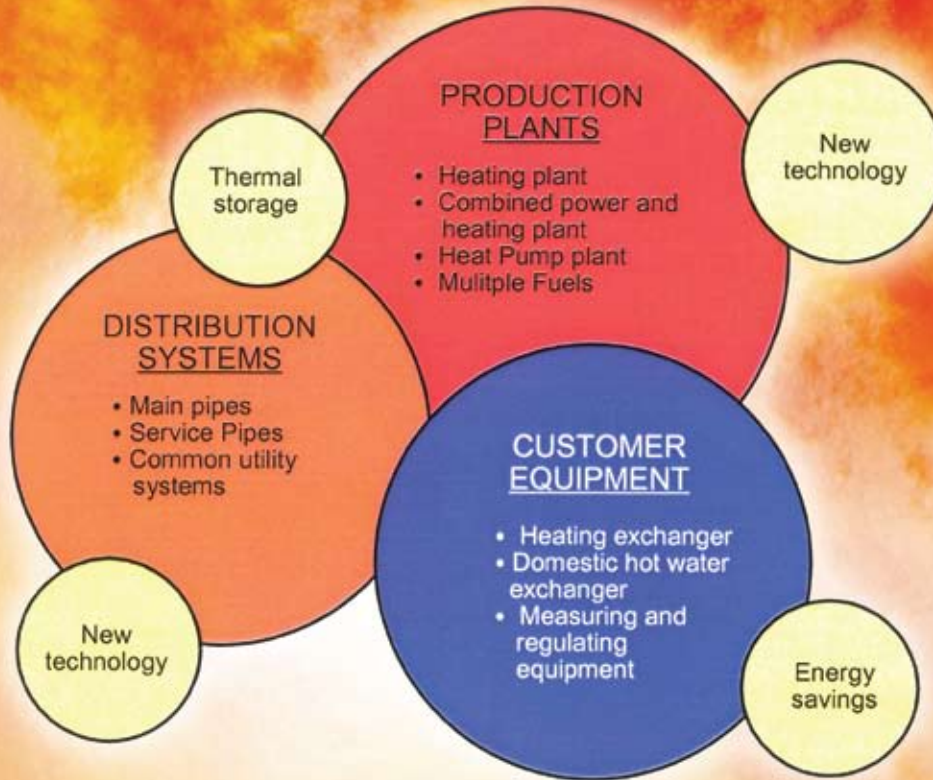 PRODUCTION
PLANTS
• Heating plant
• Combined power and
heating plant
• Heat Pump plant
• Mulitple Fuels
New
technology
Thermal
storage
DISTRIBUTION
SYSTEMS
• Main pipes
• Service Pipes
• Common utility
systems
CUSTOMER
EQUIPMENT
• Heating exchanger
• Domestic hot water
exchanger
• Measuring and
regulating
equipment
New
technology
Energy
savings